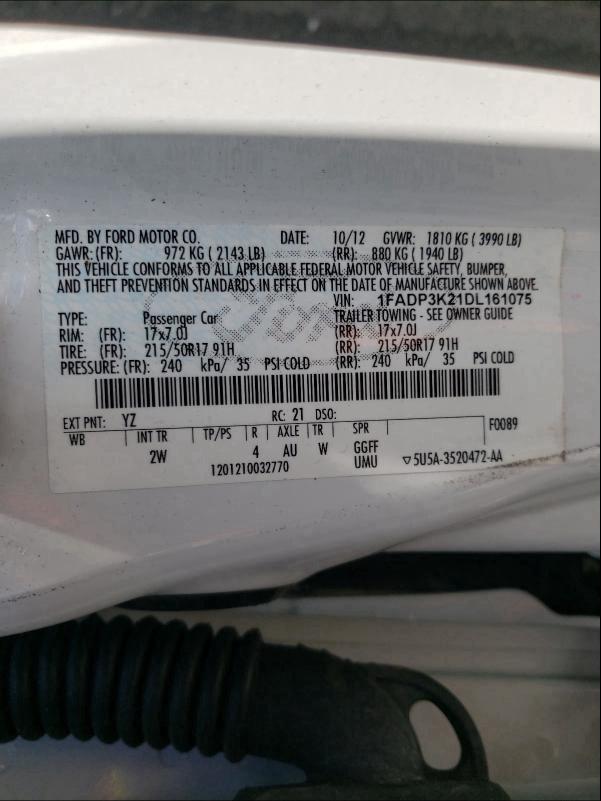 MFD. BY FORD MOTOR CO. DATE: 10/12 GVWR: 1810 KG ( 3990 LB)
GAWR: (FR): 972 KG ( 2143 LB) (RR): 880 KG ( 1940 LB)
THIS VEHICLE CONFORMS TO ALL APPLICABLE FEDERAL MOTOR VEHICLE SAFETY, BUMPER,
AND THEFT PREVENTION STANDARDS IN EFFECT ON THE DATE OF MANUFACTURE SHOWN ABOVE.
VIN: 1FADP3K21DL161075
TYPE: Passenger Car TRAILER TOWING - SEE OWNER GUIDE
RIM: (FR): 17x7.0J (RR): 17x7.0J
TIRE: (FR): 215/50R17 91H (RR): 215/50R17 91H
PRESSURE: (FR): 240 kPa/ 35 PSI COLD (RR): 240 kPa/ 35 PSI COLD
Ford
EXT PNT: YZ RC: 21 DSO: F0089
WB INT TR TP/PS R AXLE TR SPR
2W 4 AU W GGFF
UMU
1201210032770 ▽5U5A-3520472-AA